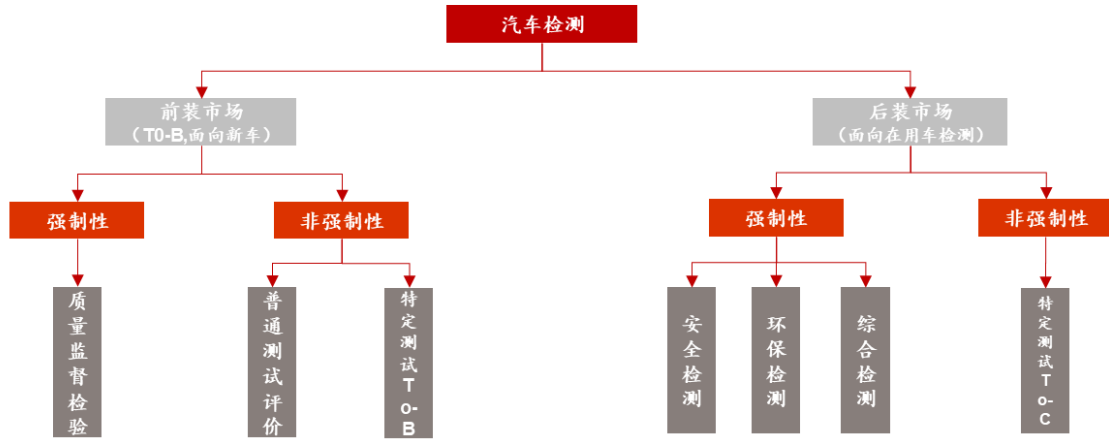 汽车检测
前装市场
（T0-B,面向新车）
后装市场
（面向在用车检测）
强制性
非强制性
强制性
非强制性
质量监督检验
普通测试评价
特定测试To-B
安全检测
环保检测
综合检测
特定测试To-C